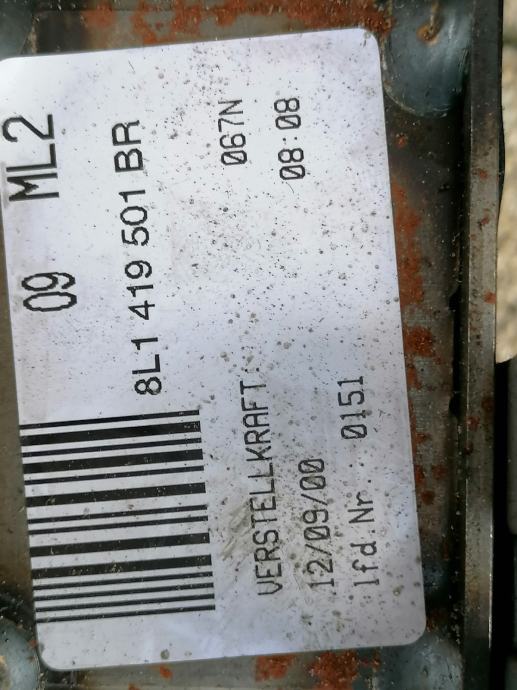 09 ML2
8L1 419 501 BR
VERSTELLKRAFT: 067N
12/09/00 08:08
lfd.Nr. 0151